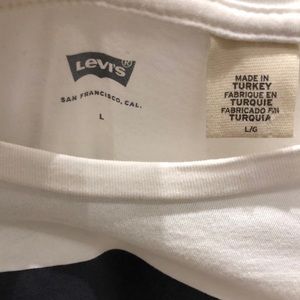 Levi's®
SAN FRANCISCO, CAL.
L
MADE IN
TURKEY
FABRIQUE EN
TURQUIE
FABRICADO EN
TURQUIA
L/G